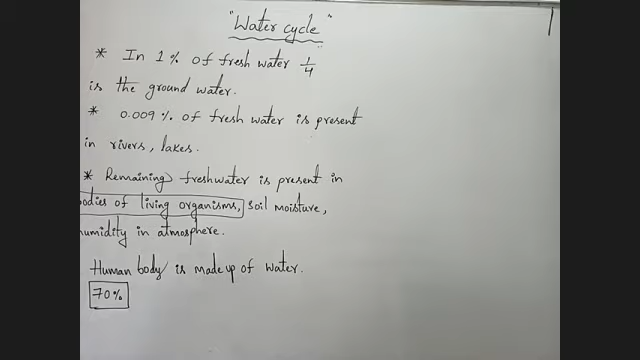 "Water cycle"
* In 1% of fresh water 1/4
is the ground water.
* 0.009% of fresh water is present
in rivers, lakes.
* Remaining freshwater is present in
bodies of living organisms, soil moisture,
humidity in atmosphere.
Human body is made up of water.
70%